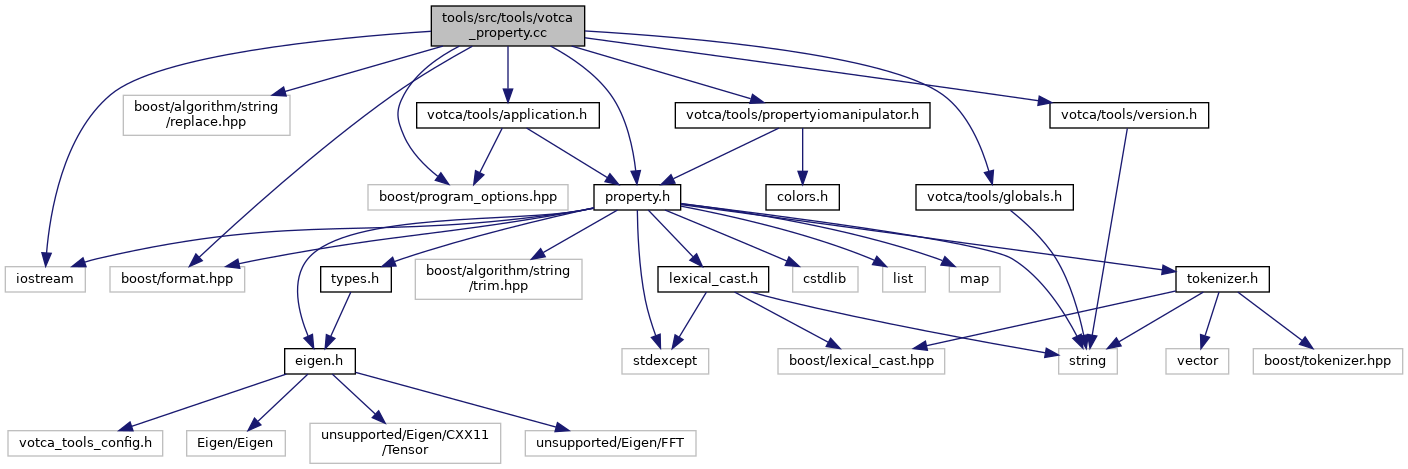 tools/src/tools/votca
_property.cc
boost/algorithm/string
/replace.hpp
votca/tools/application.h
votca/tools/propertyiomanipulator.h
votca/tools/version.h
boost/program_options.hpp
property.h
colors.h
votca/tools/globals.h
iostream
boost/format.hpp
types.h
boost/algorithm/string
/trim.hpp
lexical_cast.h
cstdlib
list
map
tokenizer.h
eigen.h
stdexcept
boost/lexical_cast.hpp
string
vector
boost/tokenizer.hpp
votca_tools_config.h
Eigen/Eigen
unsupported/Eigen/CXX11
/Tensor
unsupported/Eigen/FFT